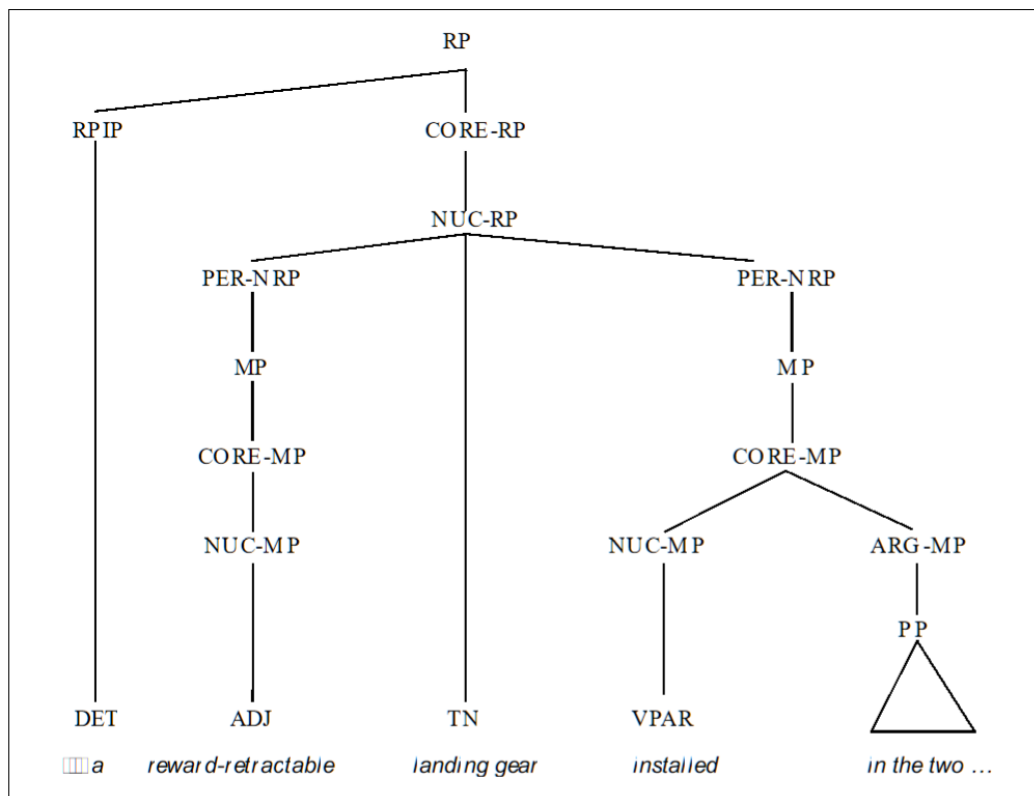 RP
RPIP CORE-RP
NUC-RP
PER-NRP PER-NRP
MP MP
CORE-MP CORE-MP
NUC-MP NUC-MP ARG-MP
PP
DET ADJ TN VPAR
a reward-retractable landing gear installed in the two …